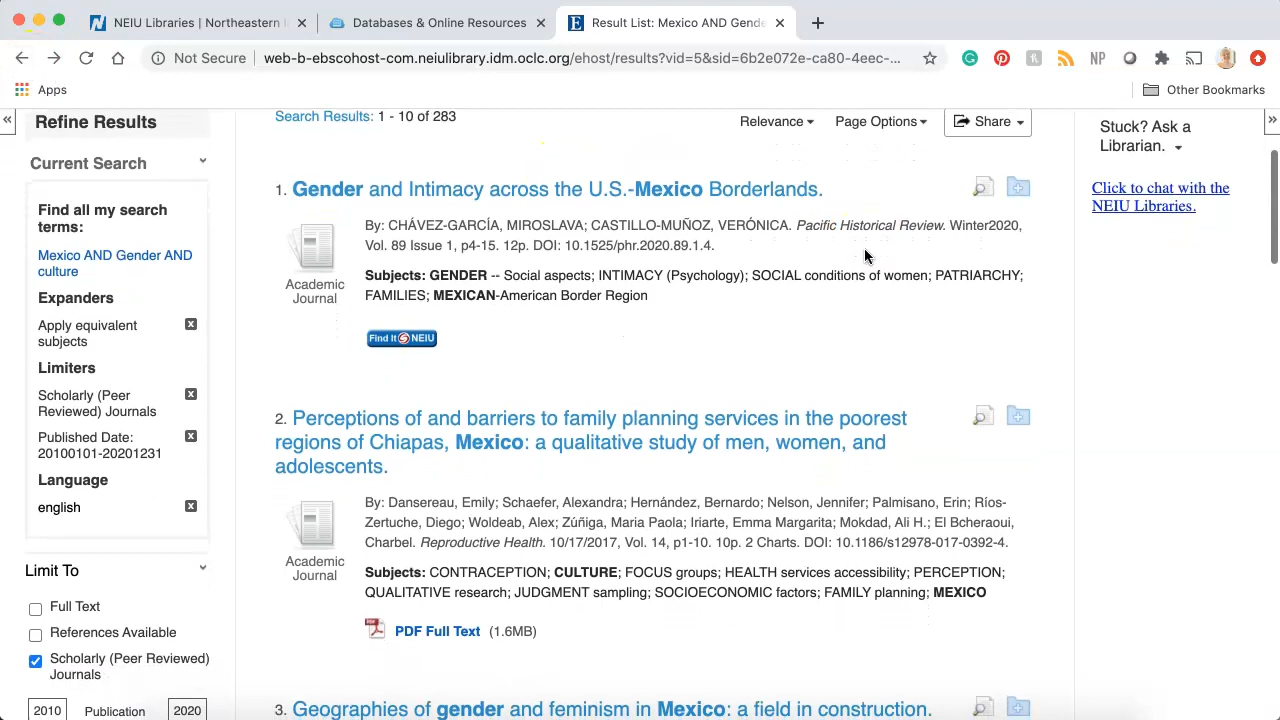 NEIU Libraries | Northeastern I
Databases & Online Resources
Result List: Mexico AND Gende
Not Secure
web-b-ebscohost-com.neiulibrary.idm.oclc.org/ehost/results?vid=5&sid=6b2e072e-ca80-4eec-...
NP
Apps
Other Bookmarks
Refine Results
Current Search
Find all my search
terms:
Mexico AND Gender AND
culture
Expanders
Apply equivalent
subjects
Limiters
Scholarly (Peer
Reviewed) Journals
Published Date:
20100101-20201231
Language
english
Limit To
Full Text
References Available
Scholarly (Peer Reviewed)
Journals
2010 Publication 2020
Search Results: 1 - 10 of 283
Relevance
Page Options
Share
1. Gender and Intimacy across the U.S.-Mexico Borderlands.
Academic
Journal
By: CHÁVEZ-GARCÍA, MIROSLAVA; CASTILLO-MUÑOZ, VERÓNICA. Pacific Historical Review. Winter2020,
Vol. 89 Issue 1, p4-15. 12p. DOI: 10.1525/phr.2020.89.1.4.
Subjects: GENDER -- Social aspects; INTIMACY (Psychology); SOCIAL conditions of women; PATRIARCHY;
FAMILIES; MEXICAN-American Border Region
Find It NEIU
2. Perceptions of and barriers to family planning services in the poorest
regions of Chiapas, Mexico: a qualitative study of men, women, and
adolescents.
Academic
Journal
By: Dansereau, Emily; Schaefer, Alexandra; Hernández, Bernardo; Nelson, Jennifer; Palmisano, Erin; Ríos-
Zertuche, Diego; Woldeab, Alex; Zúñiga, Maria Paola; Iriarte, Emma Margarita; Mokdad, Ali H.; El Bcheraoui,
Charbel. Reproductive Health. 10/17/2017, Vol. 14, p1-10. 10p. 2 Charts. DOI: 10.1186/s12978-017-0392-4.
Subjects: CONTRACEPTION; CULTURE; FOCUS groups; HEALTH services accessibility; PERCEPTION;
QUALITATIVE research; JUDGMENT sampling; SOCIOECONOMIC factors; FAMILY planning; MEXICO
PDF Full Text (1.6MB)
3. Geographies of gender and feminism in Mexico: a field in construction.
Stuck? Ask a
Librarian.
Click to chat with the
NEIU Libraries.